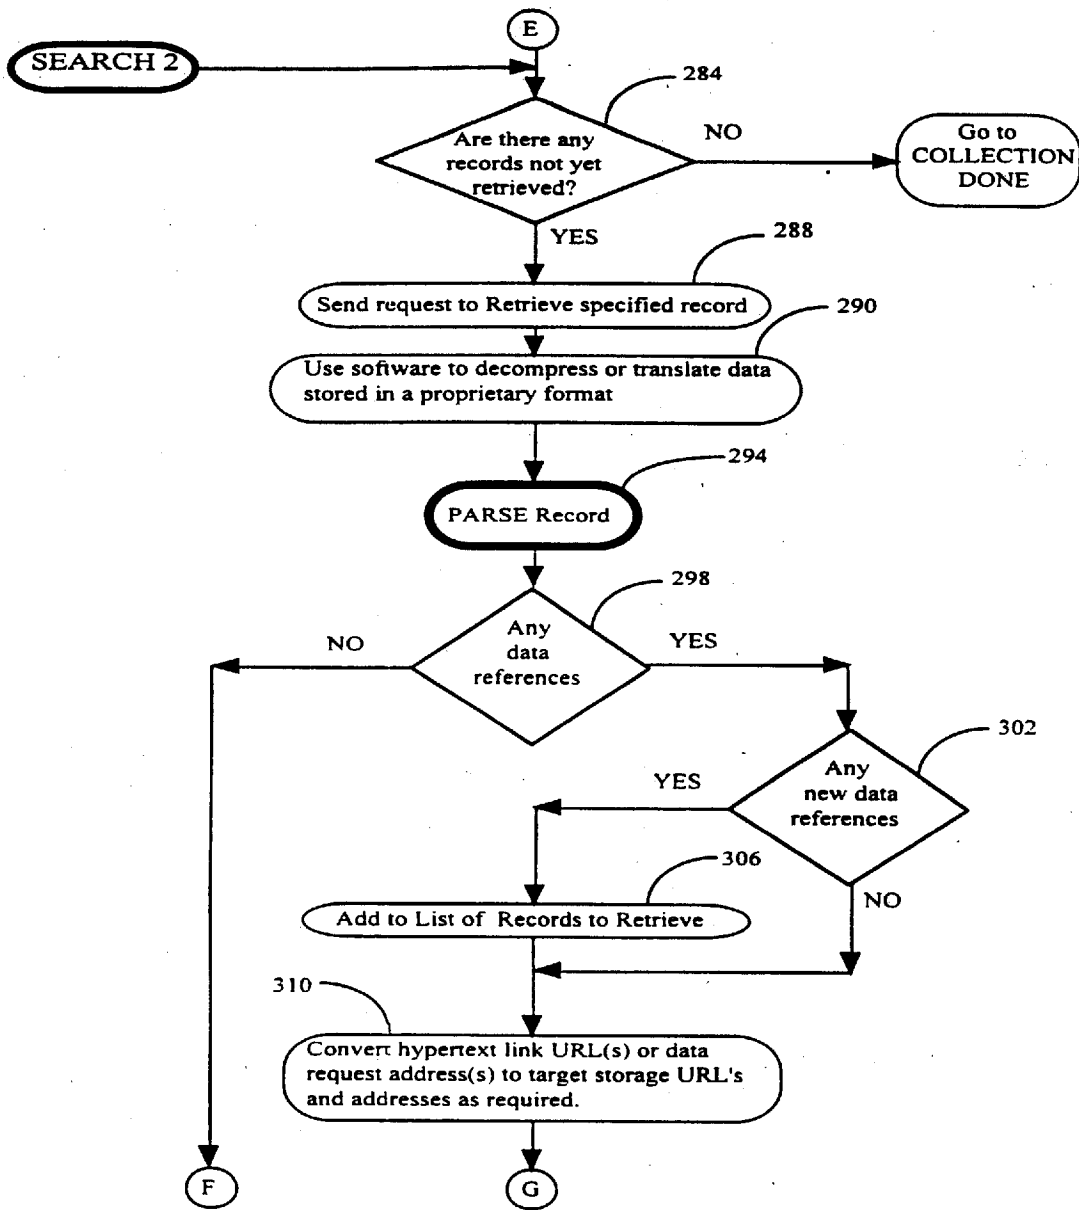 E
SEARCH 2
284
Are there any
records not yet
retrieved?
NO
Go to
COLLECTION
DONE
YES
288
Send request to Retrieve specified record
290
Use software to decompress or translate data
stored in a proprietary format
294
PARSE Record
298
Any
data
references
NO
YES
302
Any
new data
references
YES
306
NO
Add to List of Records to Retrieve
310
Convert hypertext link URL(s) or data
request address(s) to target storage URL's
and addresses as required.
F
G